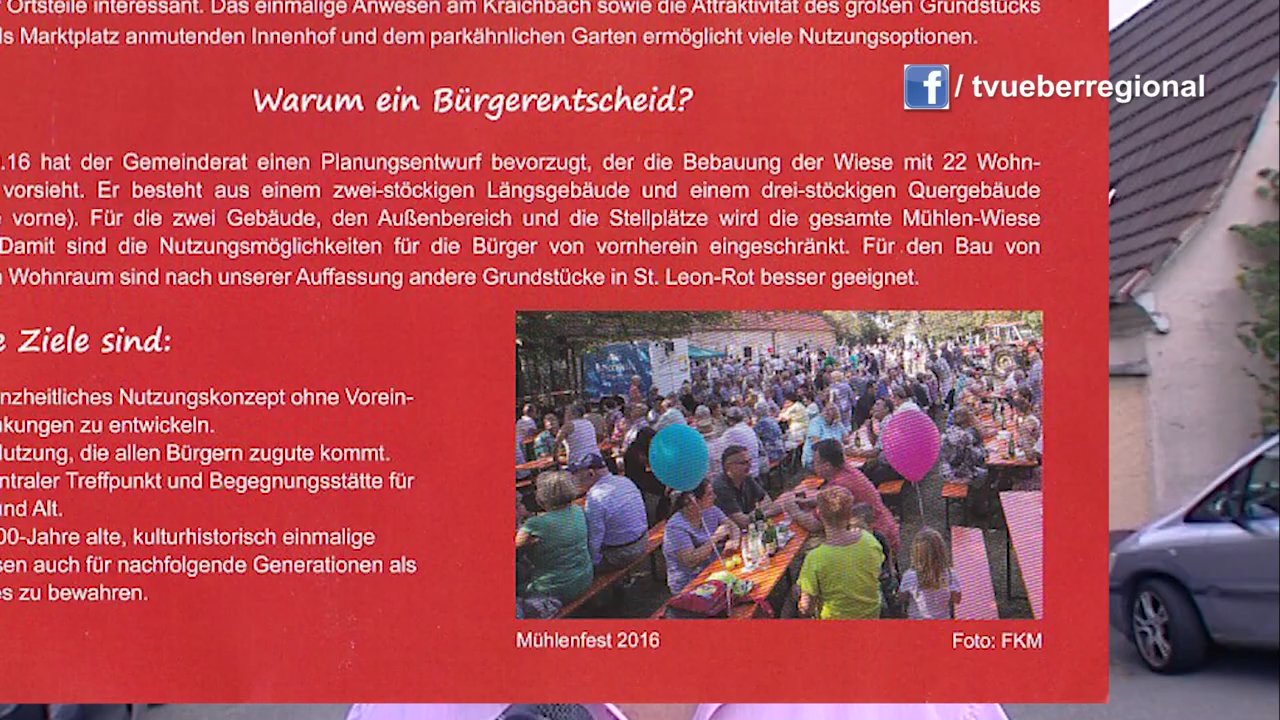 Ortsteile interessant. Das einmalige Anwesen am Kraichbach sowie die Attraktivität des großen Grundstücks
Marktplatz anmutenden Innenhof und dem parkähnlichen Garten ermöglicht viele Nutzungsoptionen.
f / tvueberregional
Warum ein Bürgerentscheid?
.16 hat der Gemeinderat einen Planungsentwurf bevorzugt, der die Bebauung der Wiese mit 22 Wohn-
vorsieht. Er besteht aus einem zwei-stöckigen Längsgebäude und einem drei-stöckigen Quergebäude
vorne). Für die zwei Gebäude, den Außenbereich und die Stellplätze wird die gesamte Mühlen-Wiese
Damit sind die Nutzungsmöglichkeiten für die Bürger von vornherein eingeschränkt. Für den Bau von
Wohnraum sind nach unserer Auffassung andere Grundstücke in St. Leon-Rot besser geeignet.
e Ziele sind:
nzheitliches Nutzungskonzept ohne Vorein-
kungen zu entwickeln.
Nutzung, die allen Bürgern zugute kommt.
ntraler Treffpunkt und Begegnungsstätte für
und Alt.
00-Jahre alte, kulturhistorisch einmalige
sen auch für nachfolgende Generationen als
es zu bewahren.
Mühlenfest 2016
Foto: FKM